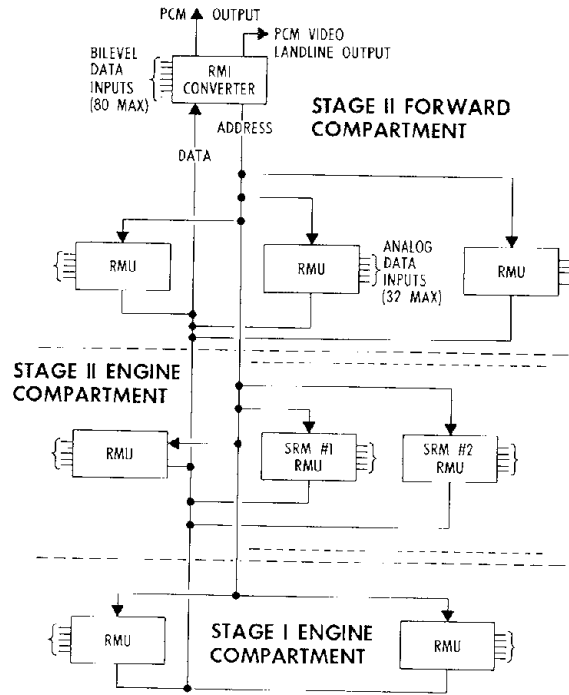 PCM OUTPUT
PCM VIDEO
LANDLINE OUTPUT
BILEVEL
DATA
INPUTS
(80 MAX)
RMI
CONVERTER
STAGE II FORWARD
COMPARTMENT
ADDRESS
DATA
RMU
RMU
ANALOG
DATA
INPUTS
(32 MAX)
RMU
STAGE II ENGINE
COMPARTMENT
RMU
SRM #1
RMU
SRM #2
RMU
RMU
STAGE I ENGINE
COMPARTMENT
RMU